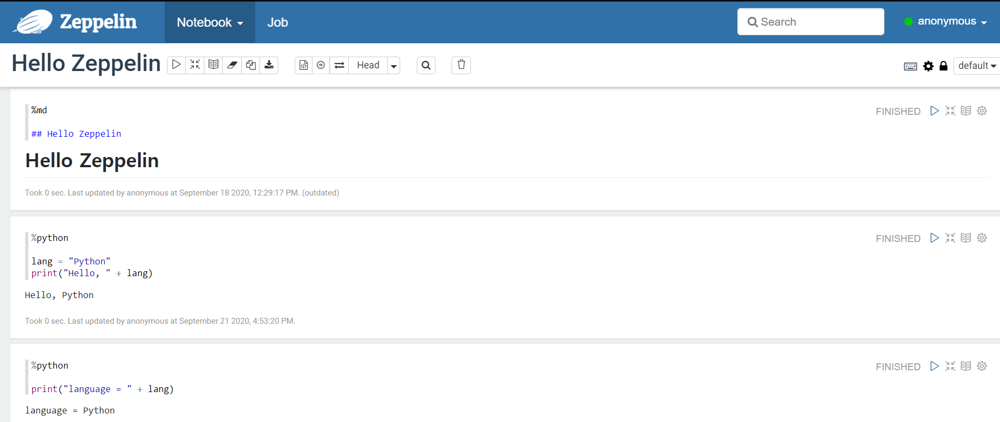 Zeppelin Notebook Job Search anonymous
Hello Zeppelin Head default
%md FINISHED
## Hello Zeppelin
Hello Zeppelin
Took 0 sec. Last updated by anonymous at September 18 2020, 12:29:17 PM. (outdated)
%python FINISHED
lang = "Python"
print("Hello, " + lang)
Hello, Python
Took 0 sec. Last updated by anonymous at September 21 2020, 4:53:20 PM.
%python FINISHED
print("language = " + lang)
language = Python